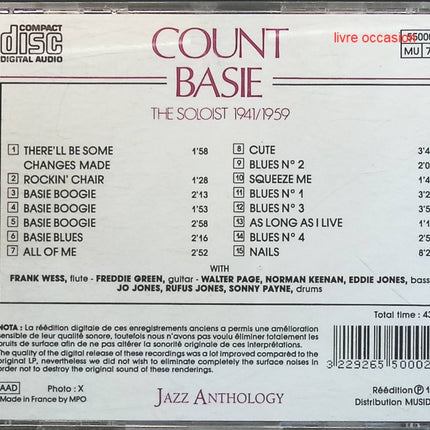 COMPACT
disc
DIGITAL AUDIO
COUNT
BASIE
THE SOLOIST 1941/1959
livre occasion
MU
1 THERE'LL BE SOME
CHANGES MADE 1'58
2 ROCKIN' CHAIR 1'28
3 BASIE BOOGIE 2'13
4 BASIE BOOGIE 1'53
5 BASIE BOOGIE 2'58
6 BASIE BLUES 2'16
7 ALL OF ME 2'52
8 CUTE
9 BLUES N° 2
10 SQUEEZE ME
11 BLUES N° 1
12 BLUES N° 3
13 AS LONG AS I LIVE
14 BLUES N° 4
15 NAILS
WITH
FRANK WESS, flute - FREDDIE GREEN, guitar - WALTER PAGE, NORMAN KEENAN, EDDIE JONES, bass
JO JONES, RUFUS JONES, SONNY PAYNE, drums
Total time : 43
NOTA : La réédition digitale de ces enregistrements anciens a permis une amélioration
sensible de leur qualité sonore, toutefois nous n'avons pas voulu éliminer totalement les
bruits de surface afin de ne pas altérer la sonorité originale de ces interprétations.
The quality of the digital release of these recordings was a lot improved compared to the
original LP, nevertheless we didn't completely eliminate the surface noises in
order not to destroy the original sound of these renderings.
3 229265 50002
AAD
Photo : X
Made in France by MPO
JAZZ ANTHOLOGY
Réédition Ⓟ 1
Distribution MUSID